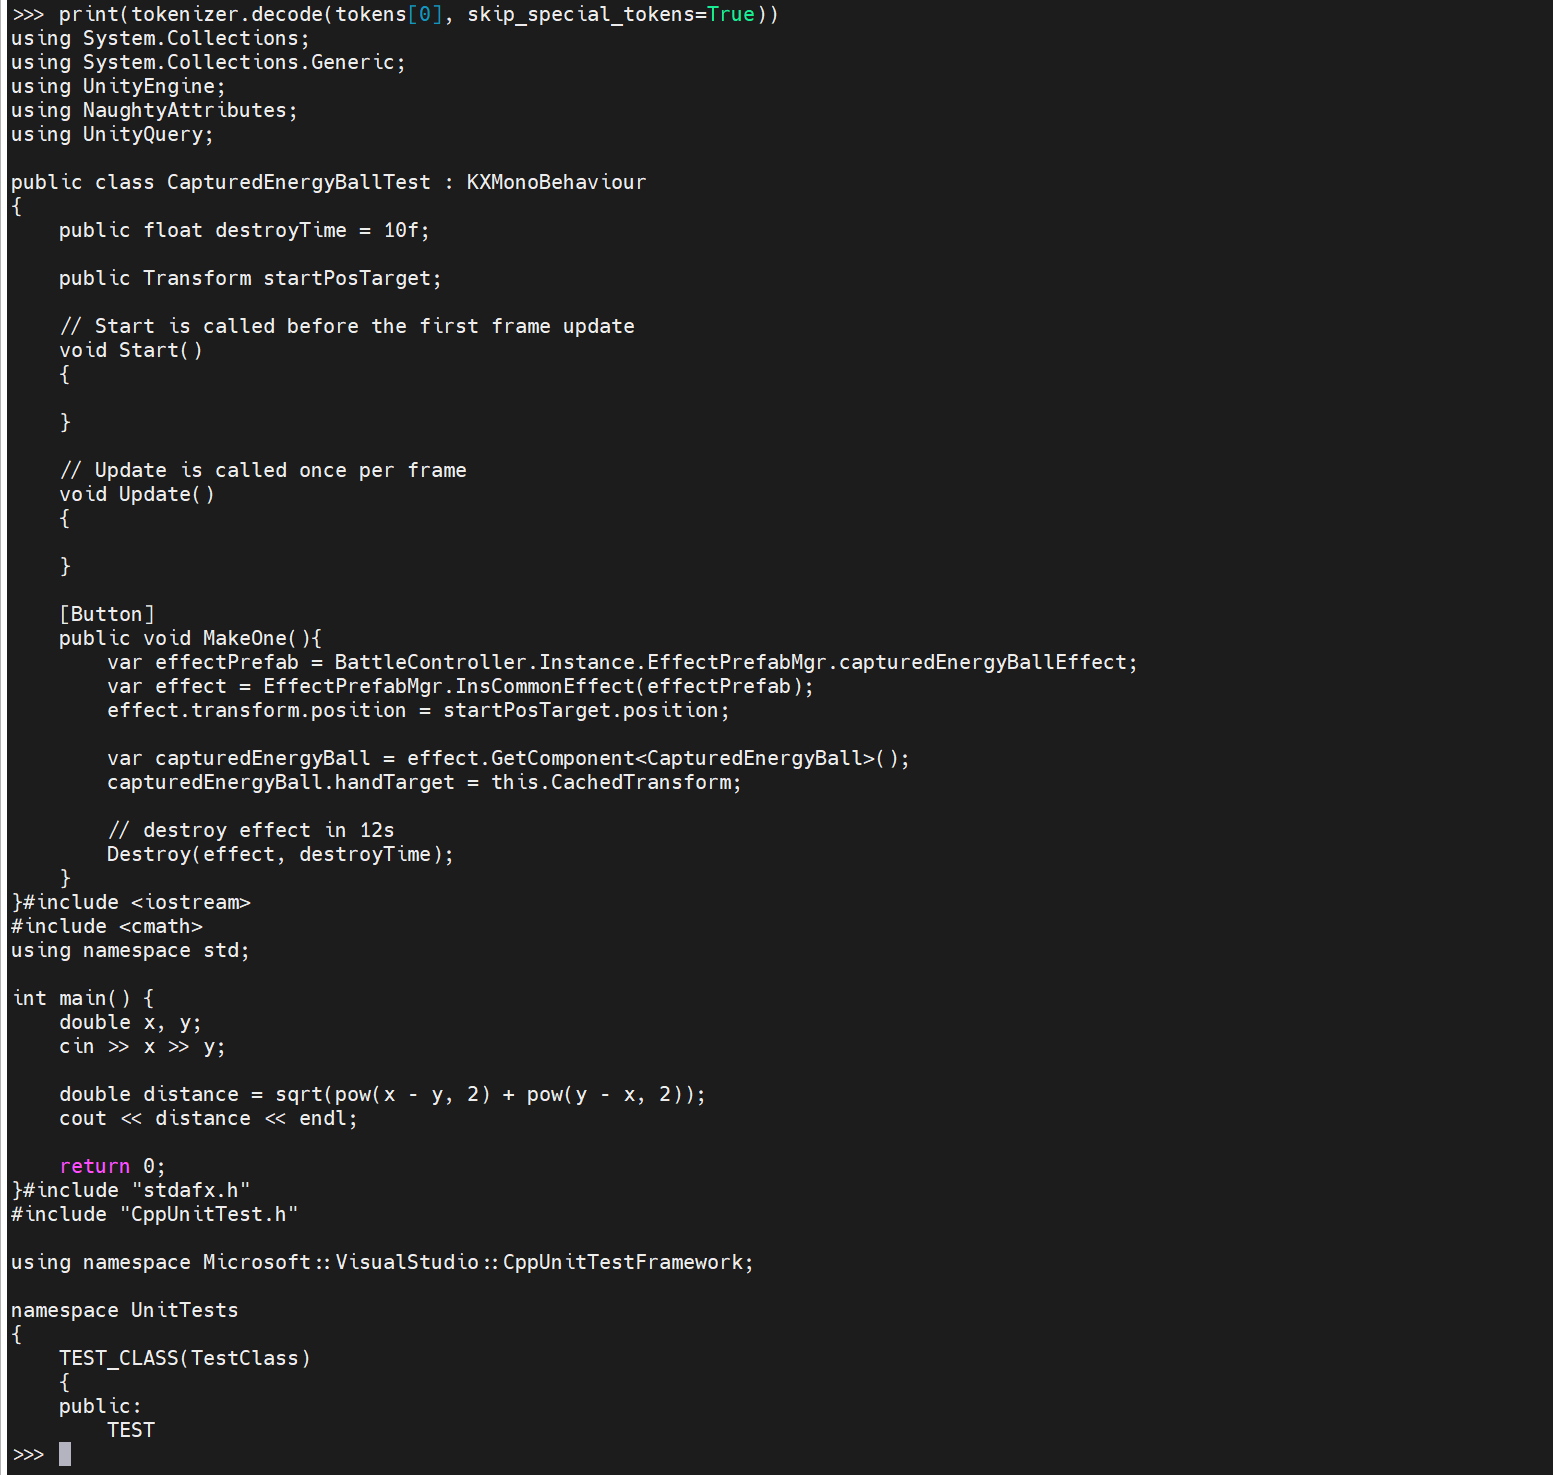 >>> print(tokenizer.decode(tokens[0], skip_special_tokens=True))
using System.Collections;
using System.Collections.Generic;
using UnityEngine;
using NaughtyAttributes;
using UnityQuery;

public class CapturedEnergyBallTest : KXMonoBehaviour
{
    public float destroyTime = 10f;

    public Transform startPosTarget;

    // Start is called before the first frame update
    void Start()
    {

    }

    // Update is called once per frame
    void Update()
    {

    }

    [Button]
    public void MakeOne(){
        var effectPrefab = BattleController.Instance.EffectPrefabMgr.capturedEnergyBallEffect;
        var effect = EffectPrefabMgr.InsCommonEffect(effectPrefab);
        effect.transform.position = startPosTarget.position;

        var capturedEnergyBall = effect.GetComponent<CapturedEnergyBall>();
        capturedEnergyBall.handTarget = this.CachedTransform;

        // destroy effect in 12s
        Destroy(effect, destroyTime);
    }
}#include <iostream>
#include <cmath>
using namespace std;

int main() {
    double x, y;
    cin >> x >> y;

    double distance = sqrt(pow(x - y, 2) + pow(y - x, 2));
    cout << distance << endl;

    return 0;
}#include "stdafx.h"
#include "CppUnitTest.h"

using namespace Microsoft::VisualStudio::CppUnitTestFramework;

namespace UnitTests
{
    TEST_CLASS(TestClass)
    {
    public:
        TEST
>>>